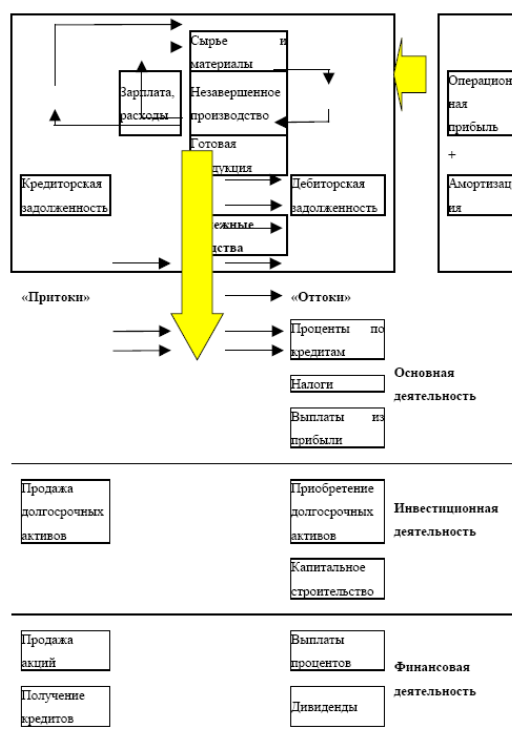 Сырье и
материалы
Зарплата,
расходы
Незавершенное
производство
Операцион
ная
прибыль
+
Амортизац
ия
Готовая
Кредиторская
задолженность
Дебиторская
задолженность
«Притоки»
«Оттоки»
Проценты по
кредитам
Налоги
Выплаты из
прибыли
Основная
деятельность
Продажа
долгосрочных
активов
Приобретение
долгосрочных
активов
Капитальное
строительство
Инвестиционная
деятельность
Продажа
акций
Получение
кредитов
Выплаты
процентов
Дивиденды
Финансовая
деятельность